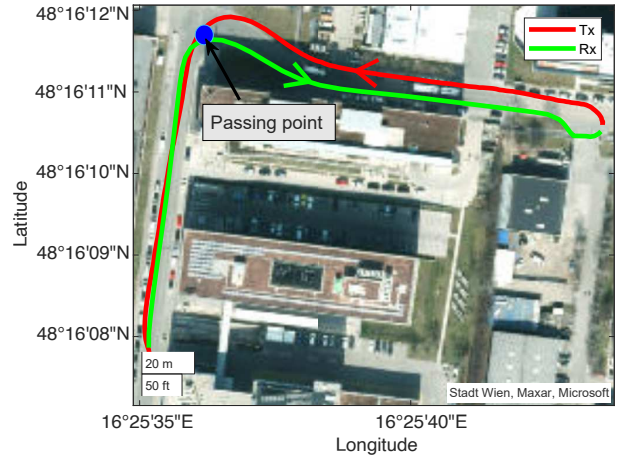 48°16'12"N
48°16'11"N
48°16'10"N
48°16'09"N
48°16'08"N
Latitude
Tx
Rx
Passing point
20 m
50 ft
Stadt Wien, Maxar, Microsoft
16°25'35"E
16°25'40"E
Longitude